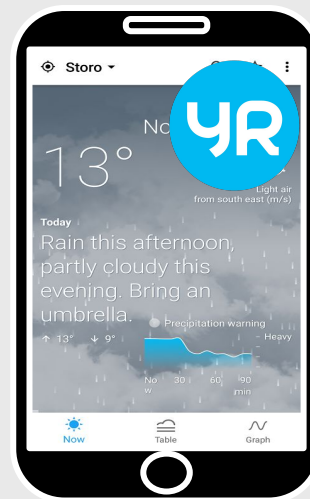 Storo
YR
No
13°
Light air
from south east (m/s)
Today
Rain this afternoon,
partly cloudy this
evening. Bring an
umbrella.
↑ 13° ↓ 9°
Precipitation warning
Heavy
No
w 30 60 90
min
Now Table Graph